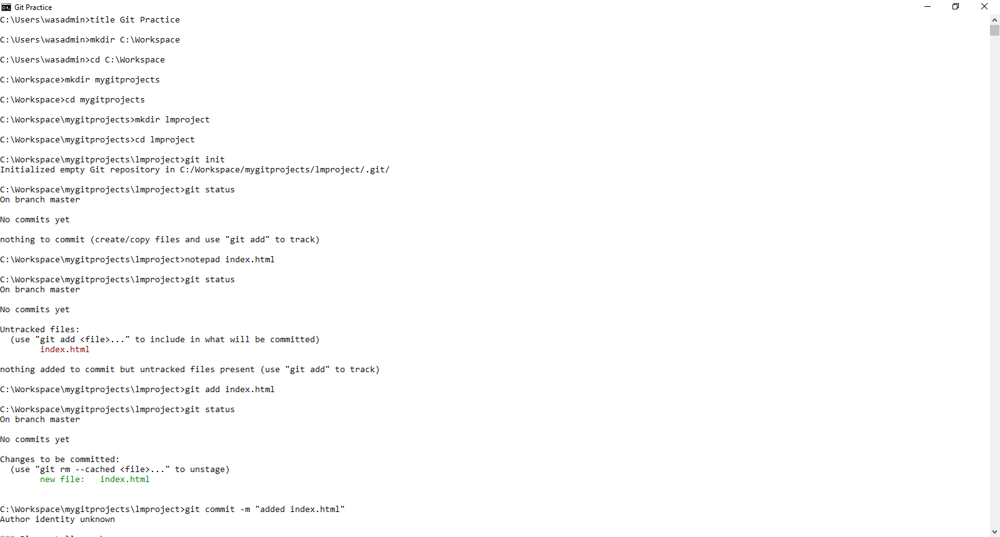 Git Practice
C:\Users\wasadmin>title Git Practice
C:\Users\wasadmin>mkdir C:\Workspace
C:\Users\wasadmin>cd C:\Workspace
C:\Workspace>mkdir mygitprojects
C:\Workspace>cd mygitprojects
C:\Workspace\mygitprojects>mkdir lmproject
C:\Workspace\mygitprojects>cd lmproject
C:\Workspace\mygitprojects\lmproject>git init
Initialized empty Git repository in C:/Workspace/mygitprojects/lmproject/.git/
C:\Workspace\mygitprojects\lmproject>git status
On branch master
No commits yet
nothing to commit (create/copy files and use "git add" to track)
C:\Workspace\mygitprojects\lmproject>notepad index.html
C:\Workspace\mygitprojects\lmproject>git status
On branch master
No commits yet
Untracked files:
  (use "git add <file>..." to include in what will be committed)
        index.html
nothing added to commit but untracked files present (use "git add" to track)
C:\Workspace\mygitprojects\lmproject>git add index.html
C:\Workspace\mygitprojects\lmproject>git status
On branch master
No commits yet
Changes to be committed:
  (use "git rm --cached <file>..." to unstage)
        new file:   index.html
C:\Workspace\mygitprojects\lmproject>git commit -m "added index.html"
Author identity unknown